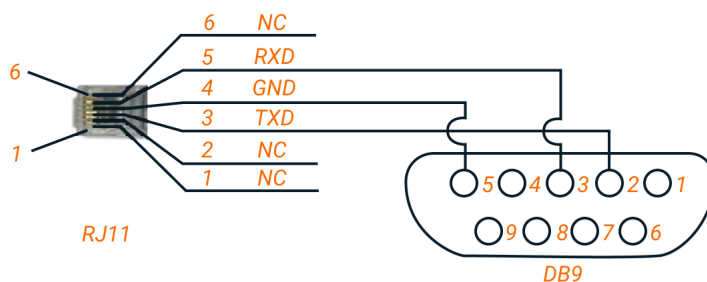 6 NC
5 RXD
6
4 GND
3 TXD
1
2 NC
1 NC
5 4 3 2 1
9 8 7 6
RJ11
DB9